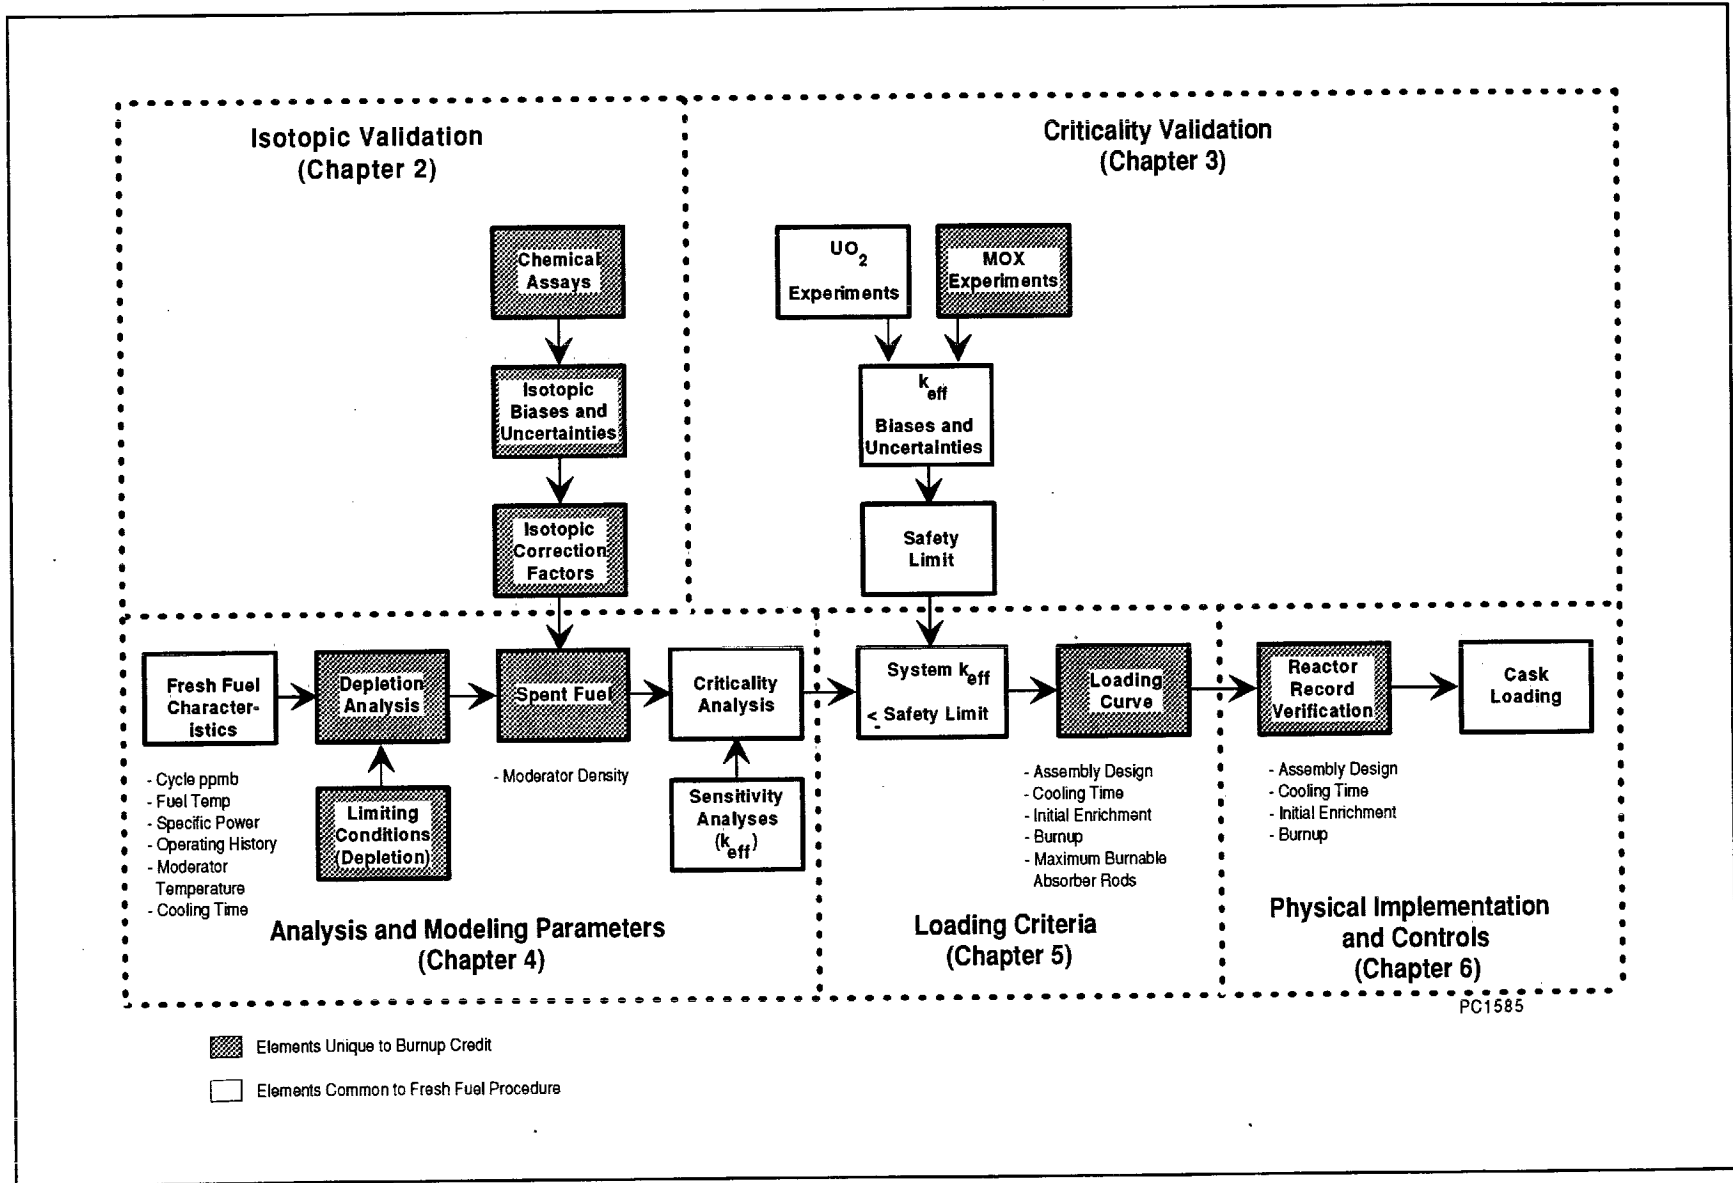 Isotopic Validation
(Chapter 2)
Criticality Validation
(Chapter 3)
Chemical
Assays
UO2
Experiments
MOX
Experiments
Isotopic
Biases and
Uncertainties
keff
Biases and
Uncertainties
Isotopic
Correction
Factors
Safety
Limit
Fresh Fuel
Character-
istics
Depletion
Analysis
Spent Fuel
Criticality
Analysis
System keff
≤ Safety Limit
Loading
Curve
Reactor
Record
Verification
Cask
Loading
- Cycle ppmb
- Fuel Temp
- Specific Power
- Operating History
- Moderator
Temperature
- Cooling Time
Limiting
Conditions
(Depletion)
- Moderator Density
Sensitivity
Analyses
(keff)
- Assembly Design
- Cooling Time
- Initial Enrichment
- Burnup
- Maximum Burnable
Absorber Rods
- Assembly Design
- Cooling Time
- Initial Enrichment
- Burnup
Analysis and Modeling Parameters
(Chapter 4)
Loading Criteria
(Chapter 5)
Physical Implementation
and Controls
(Chapter 6)
PC1585
Elements Unique to Burnup Credit
Elements Common to Fresh Fuel Procedure